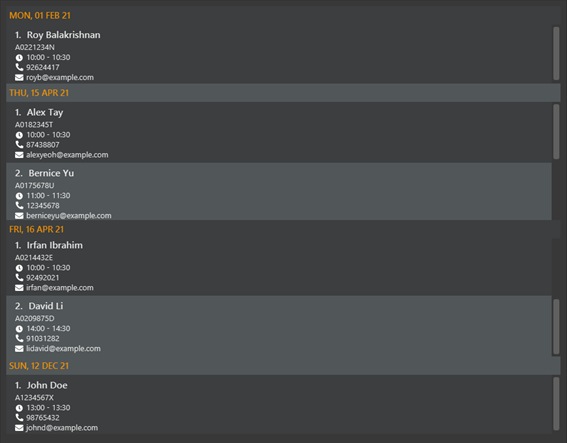 MON, 01 FEB 21
1. Roy Balakrishnan
A0221234N
10:00 - 10:30
92624417
royb@example.com
THU, 15 APR 21
1. Alex Tay
A0182345T
10:00 - 10:30
87438807
alexyeoh@example.com
2. Bernice Yu
A0175678U
11:00 - 11:30
12345678
berniceyu@example.com
FRI, 16 APR 21
1. Irfan Ibrahim
A0214432E
10:00 - 10:30
92492021
irfan@example.com
2. David Li
A0209875D
14:00 - 14:30
91031282
lidavid@example.com
SUN, 12 DEC 21
1. John Doe
A1234567X
13:00 - 13:30
98765432
johnd@example.com